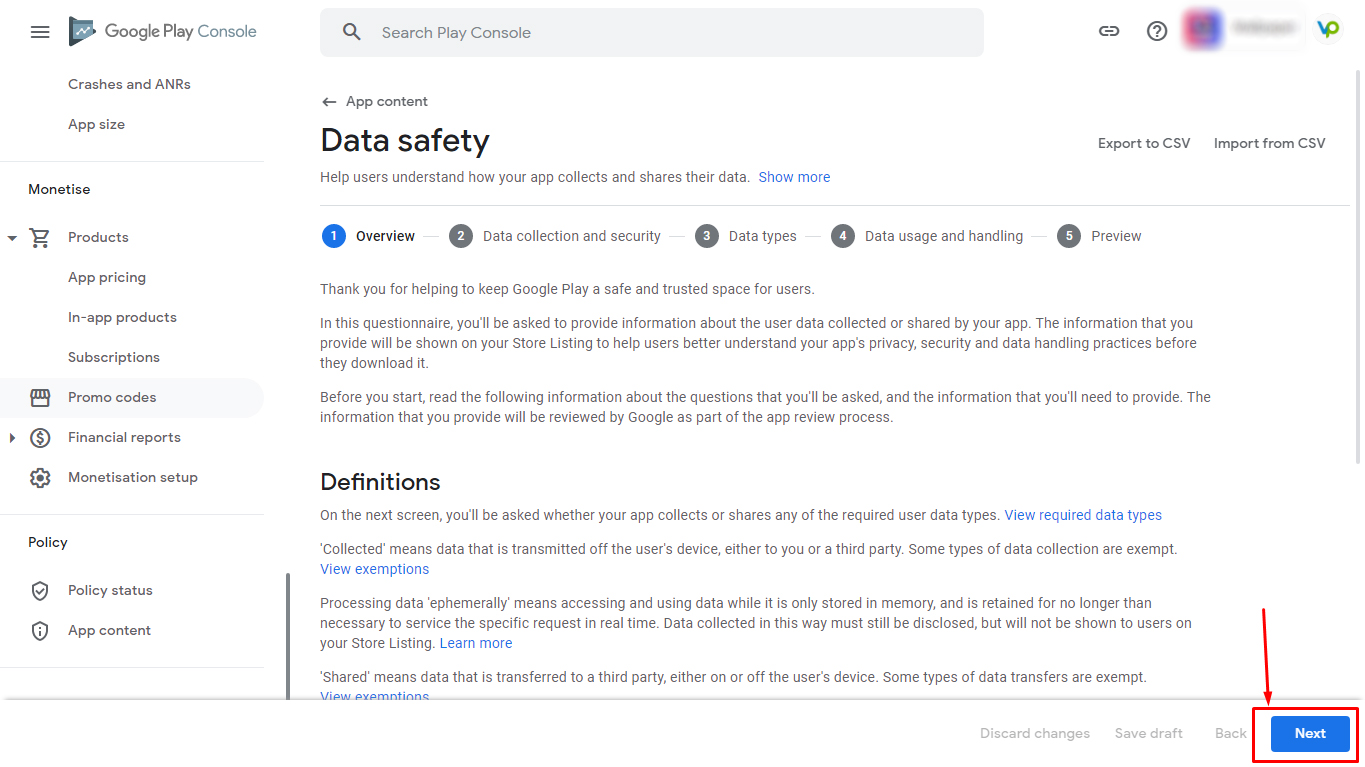 Google Play Console
Search Play Console
Crashes and ANRs
App size
Monetise
Products
App pricing
In-app products
Subscriptions
Promo codes
Financial reports
Monetisation setup
Policy
Policy status
App content
App content
Data safety
Export to CSV
Import from CSV
Help users understand how your app collects and shares their data. Show more
1 Overview 2 Data collection and security 3 Data types 4 Data usage and handling 5 Preview
Thank you for helping to keep Google Play a safe and trusted space for users.
In this questionnaire, you'll be asked to provide information about the user data collected or shared by your app. The information that you
provide will be shown on your Store Listing to help users better understand your app's privacy, security and data handling practices before
they download it.
Before you start, read the following information about the questions that you'll be asked, and the information that you'll need to provide. The
information that you provide will be reviewed by Google as part of the app review process.
Definitions
On the next screen, you'll be asked whether your app collects or shares any of the required user data types. View required data types
'Collected' means data that is transmitted off the user's device, either to you or a third party. Some types of data collection are exempt.
View exemptions
Processing data 'ephemerally' means accessing and using data while it is only stored in memory, and is retained for no longer than
necessary to service the specific request in real time. Data collected in this way must still be disclosed, but will not be shown to users on
your Store Listing. Learn more
'Shared' means data that is transferred to a third party, either on or off the user's device. Some types of data transfers are exempt.
View exemptions
Discard changes
Save draft
Back
Next